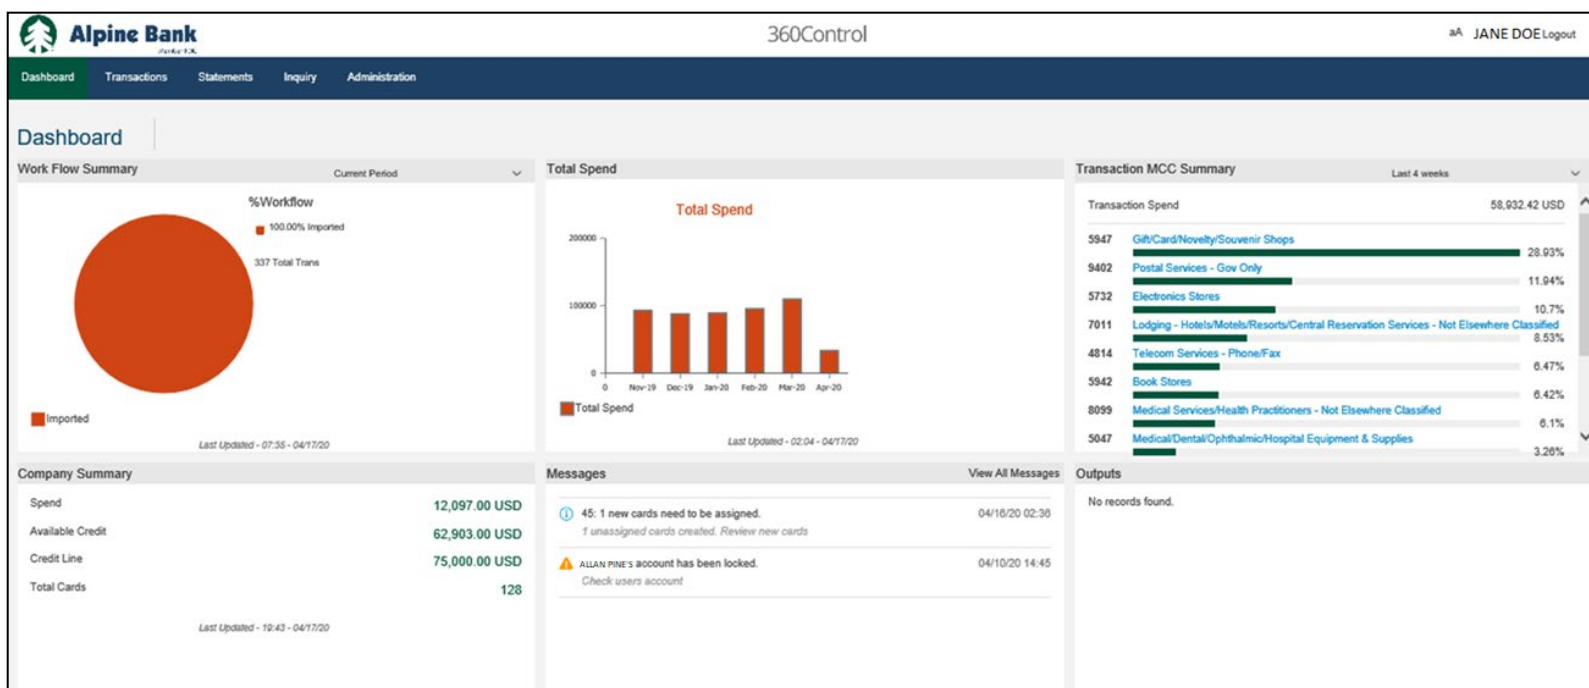 Alpine Bank
360Control
aA JANE DOE Logout
Dashboard Transactions Statements Inquiry Administration
Dashboard
Work Flow Summary Current Period
%Workflow
100.00% Imported
337 Total Trans
Imported
Last Updated - 07:35 - 04/17/20
Total Spend
Total Spend
200000
100000
0
0 Nov-19 Dec-19 Jan-20 Feb-20 Mar-20 Apr-20
Total Spend
Last Updated - 02:04 - 04/17/20
Transaction MCC Summary Last 4 weeks
Transaction Spend 58,932.42 USD
5947 Gift/Card/Novelty/Souvenir Shops
28.93%
9402 Postal Services - Gov Only
11.94%
5732 Electronics Stores
10.7%
7011 Lodging - Hotels/Motels/Resorts/Central Reservation Services - Not Elsewhere Classified
8.53%
4814 Telecom Services - Phone/Fax
6.47%
5942 Book Stores
6.42%
8099 Medical Services/Health Practitioners - Not Elsewhere Classified
6.1%
5047 Medical/Dental/Ophthalmic/Hospital Equipment & Supplies
3.26%
Company Summary
Spend 12,097.00 USD
Available Credit 62,903.00 USD
Credit Line 75,000.00 USD
Total Cards 128
Last Updated - 19:43 - 04/17/20
Messages View All Messages
45: 1 new cards need to be assigned. 04/16/20 02:36
1 unassigned cards created. Review new cards
ALLAN PINE'S account has been locked. 04/10/20 14:45
Check users account
Outputs
No records found.